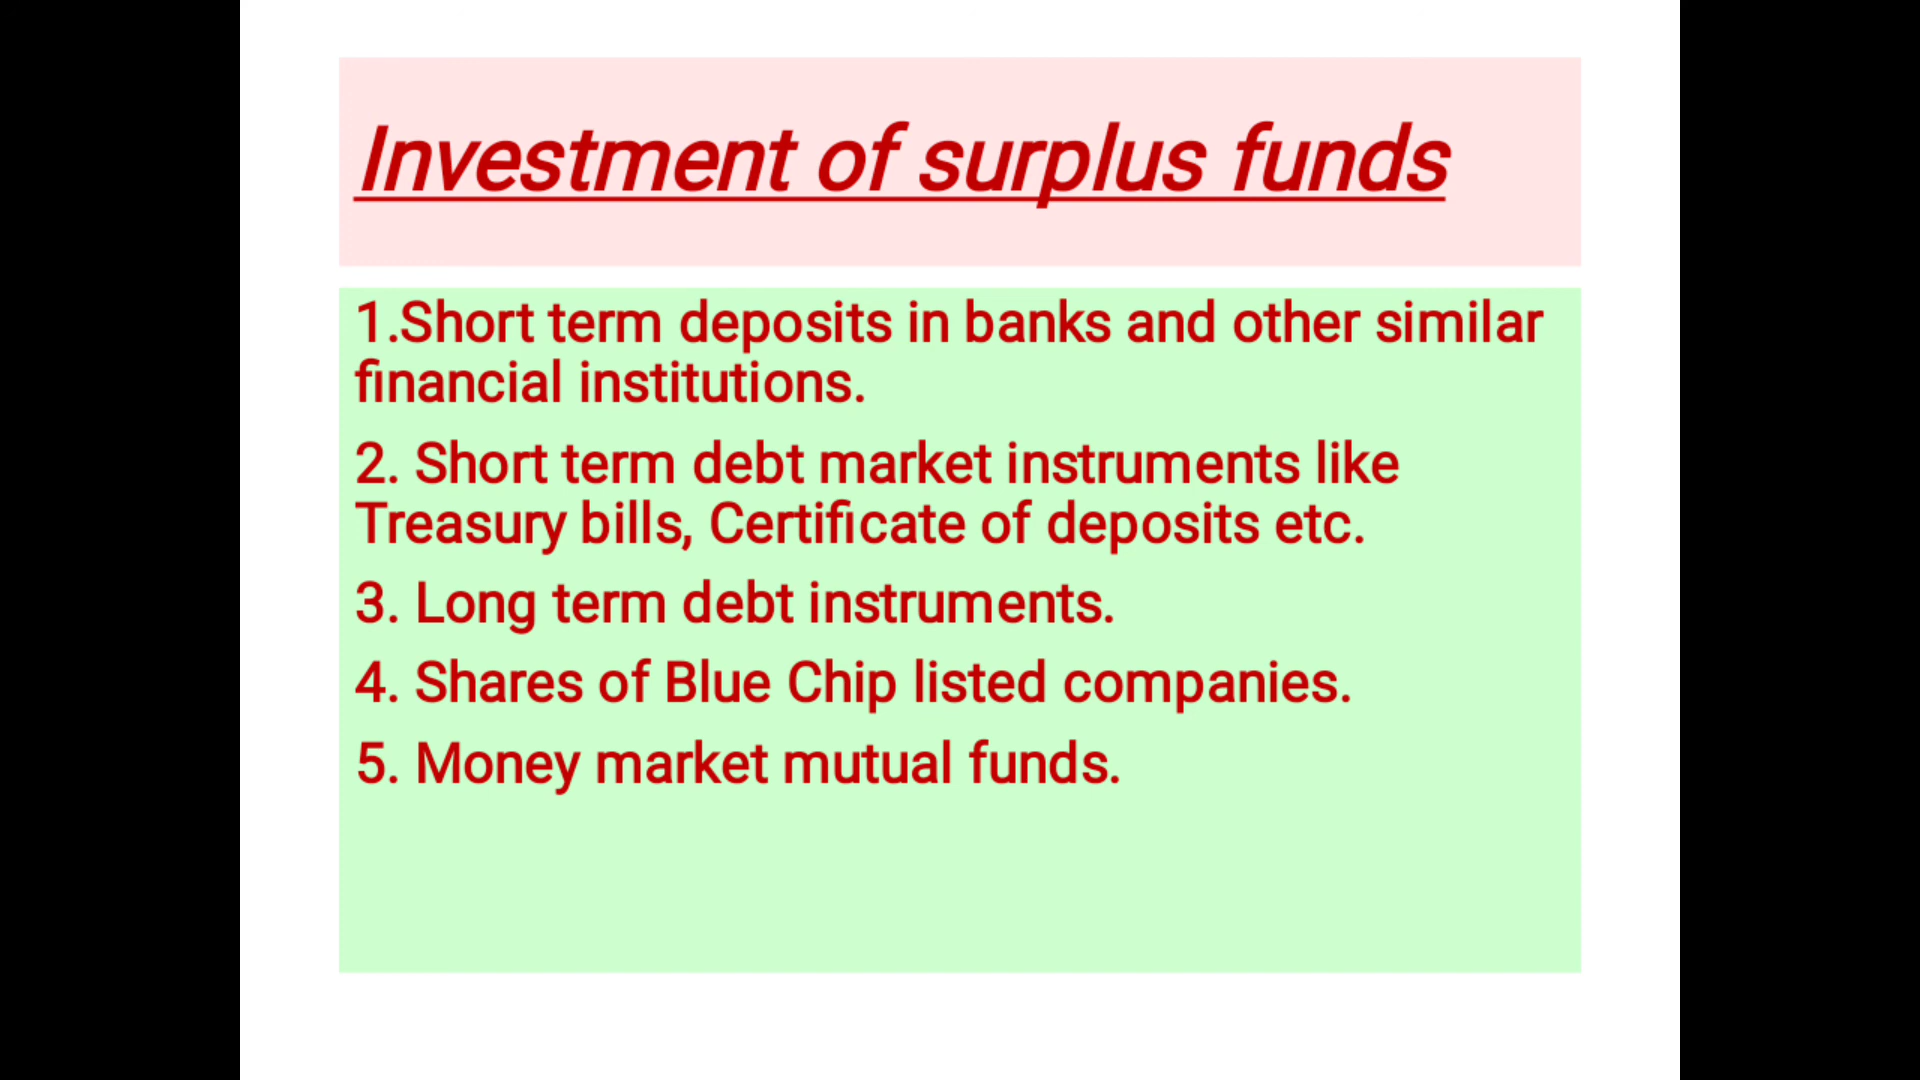 Investment of surplus funds
1.Short term deposits in banks and other similar
financial institutions.
2. Short term debt market instruments like
Treasury bills, Certificate of deposits etc.
3. Long term debt instruments.
4. Shares of Blue Chip listed companies.
5. Money market mutual funds.